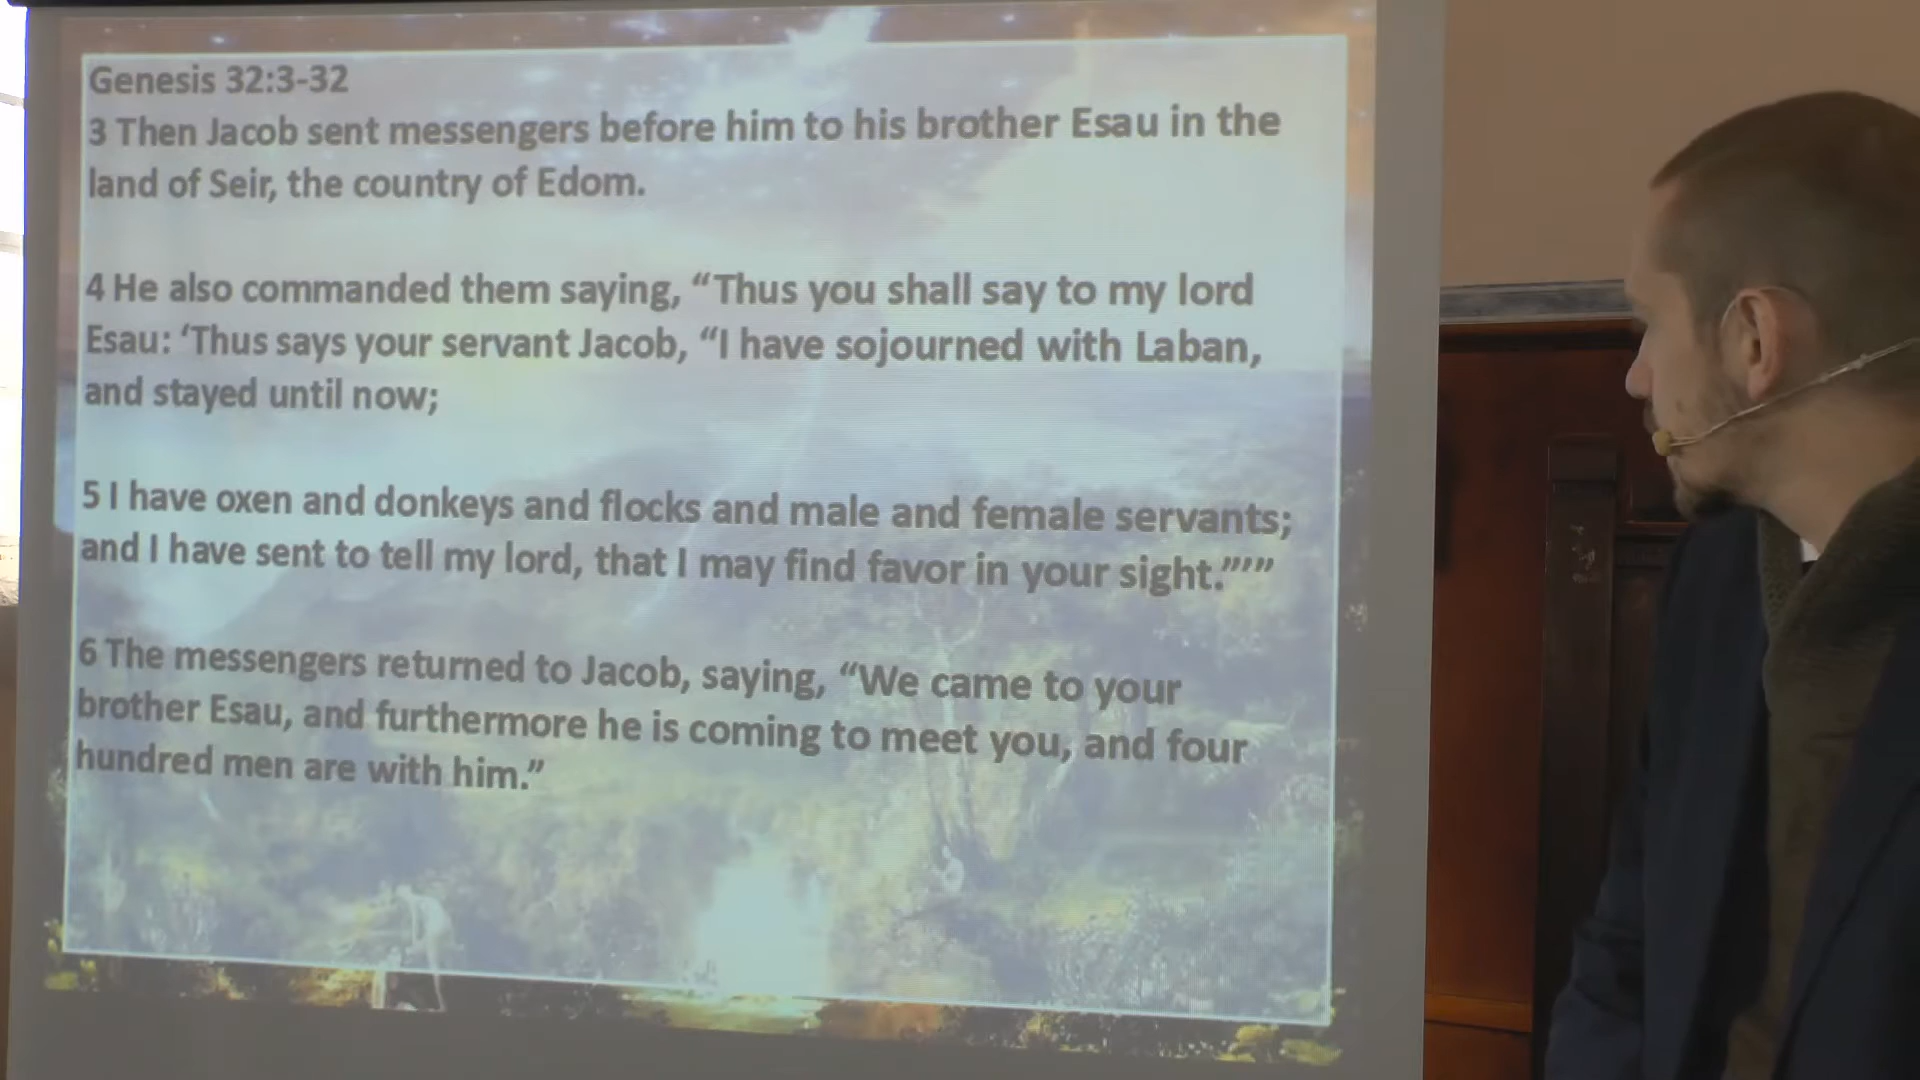 Genesis 32:3-32
3 Then Jacob sent messengers before him to his brother Esau in the
land of Seir, the country of Edom.
4 He also commanded them saying, “Thus you shall say to my lord
Esau: ‘Thus says your servant Jacob, “I have sojourned with Laban,
and stayed until now;
5 I have oxen and donkeys and flocks and male and female servants;
and I have sent to tell my lord, that I may find favor in your sight.”’”
6 The messengers returned to Jacob, saying, “We came to your
brother Esau, and furthermore he is coming to meet you, and four
hundred men are with him.”